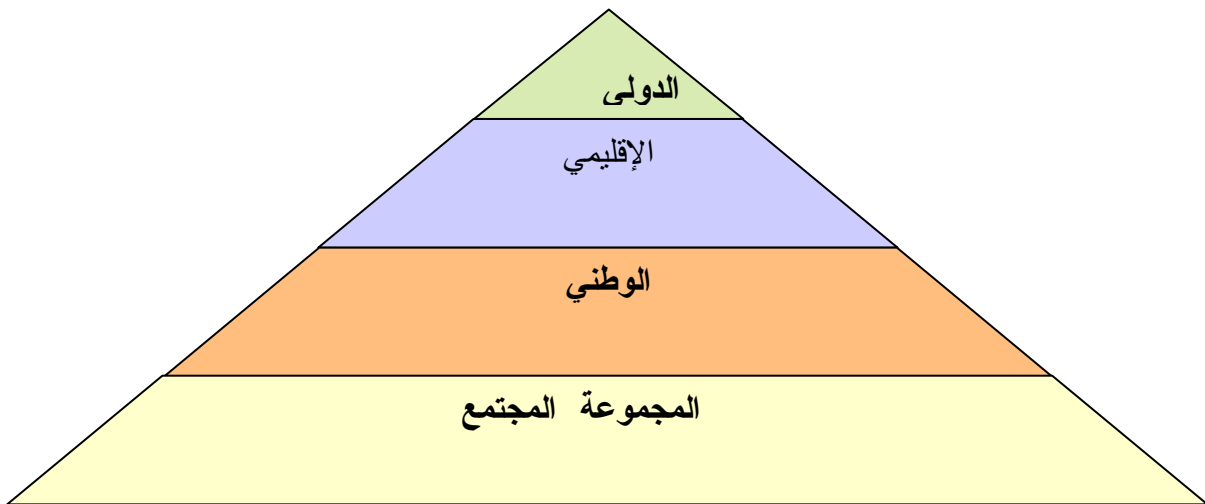 الدولى
الإقليمي
الوطني
المجموعة المجتمع